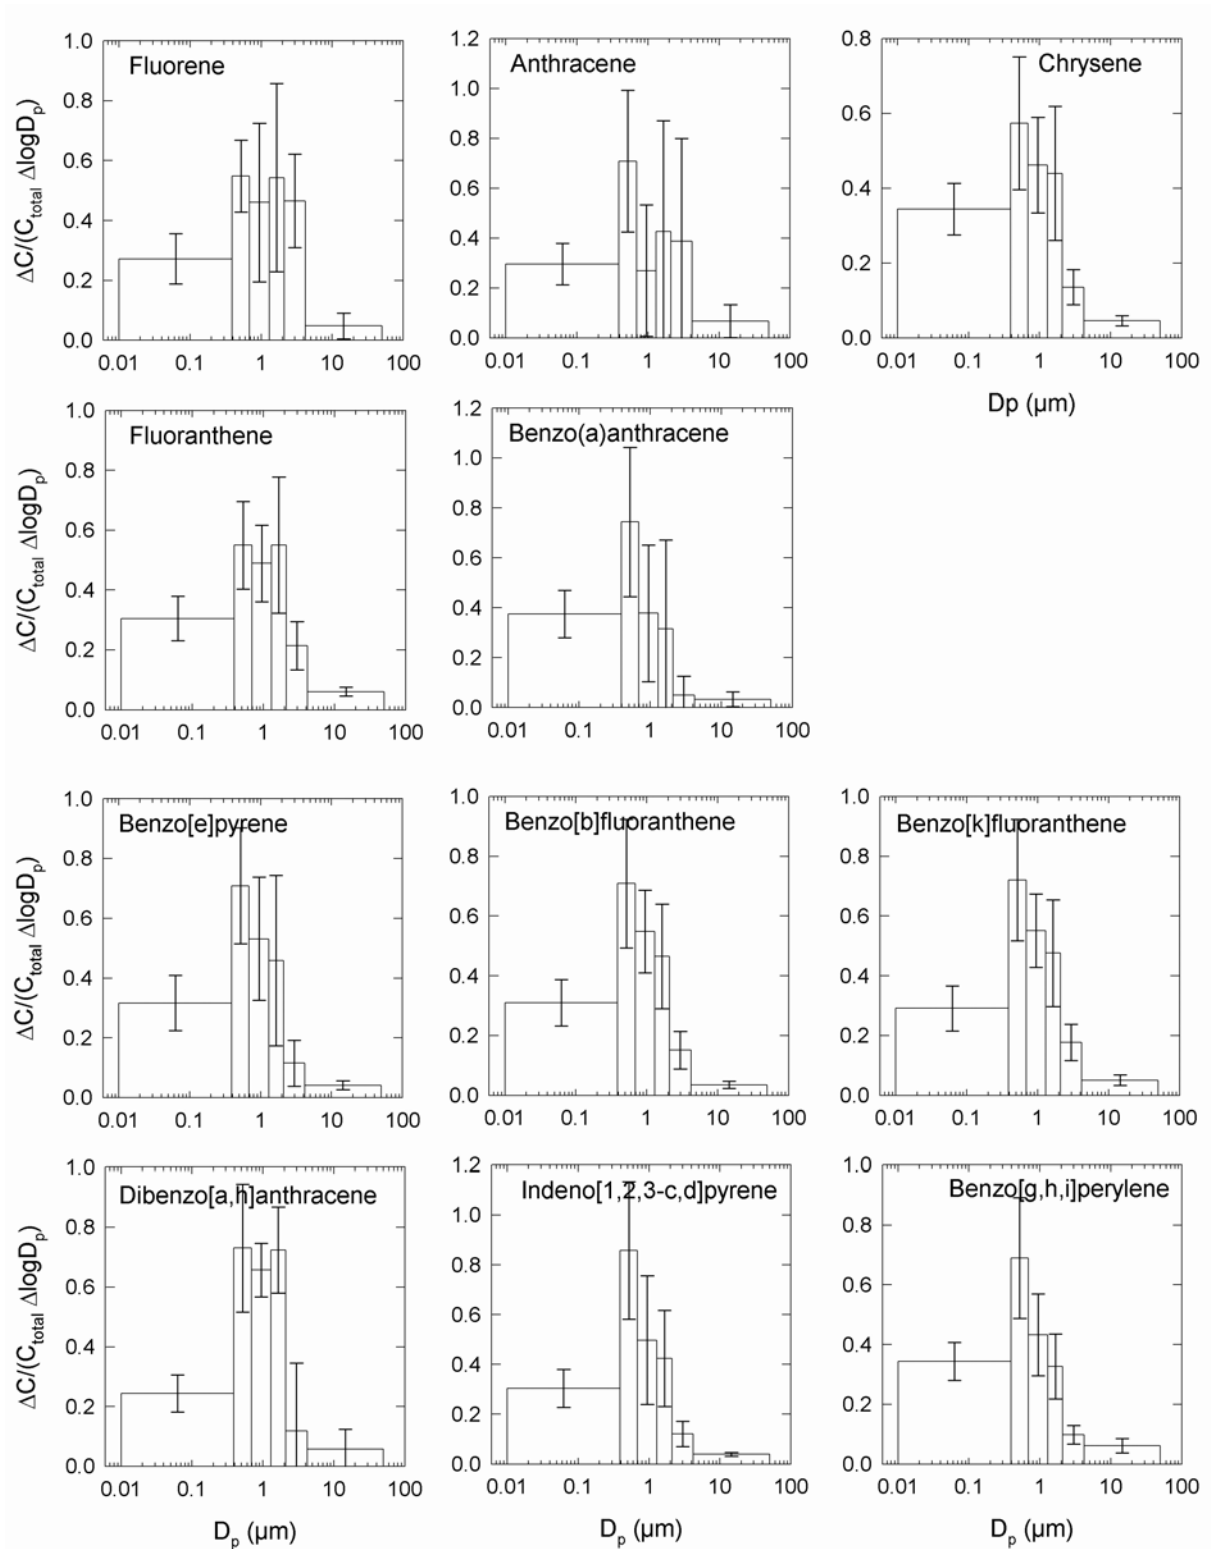 Fluorene
ΔC/(C_total ΔlogD_p)
1.0
0.8
0.6
0.4
0.2
0.0
0.01 0.1 1 10 100
Anthracene
1.2
1.0
0.8
0.6
0.4
0.2
0.0
0.01 0.1 1 10 100
Chrysene
0.8
0.6
0.4
0.2
0.0
0.01 0.1 1 10 100
Dp (µm)
Fluoranthene
ΔC/(C_total ΔlogD_p)
1.0
0.8
0.6
0.4
0.2
0.0
0.01 0.1 1 10 100
Benzo(a)anthracene
1.2
1.0
0.8
0.6
0.4
0.2
0.0
0.01 0.1 1 10 100
Benzo[e]pyrene
ΔC/(C_total ΔlogD_p)
1.0
0.8
0.6
0.4
0.2
0.0
0.01 0.1 1 10 100
Benzo[b]fluoranthene
1.0
0.8
0.6
0.4
0.2
0.0
0.01 0.1 1 10 100
Benzo[k]fluoranthene
1.0
0.8
0.6
0.4
0.2
0.0
0.01 0.1 1 10 100
Dibenzo[a,h]anthracene
ΔC/(C_total ΔlogD_p)
1.0
0.8
0.6
0.4
0.2
0.0
0.01 0.1 1 10 100
D_p (µm)
Indeno[1,2,3-c,d]pyrene
1.2
1.0
0.8
0.6
0.4
0.2
0.0
0.01 0.1 1 10 100
D_p (µm)
Benzo[g,h,i]perylene
1.0
0.8
0.6
0.4
0.2
0.0
0.01 0.1 1 10 100
D_p (µm)